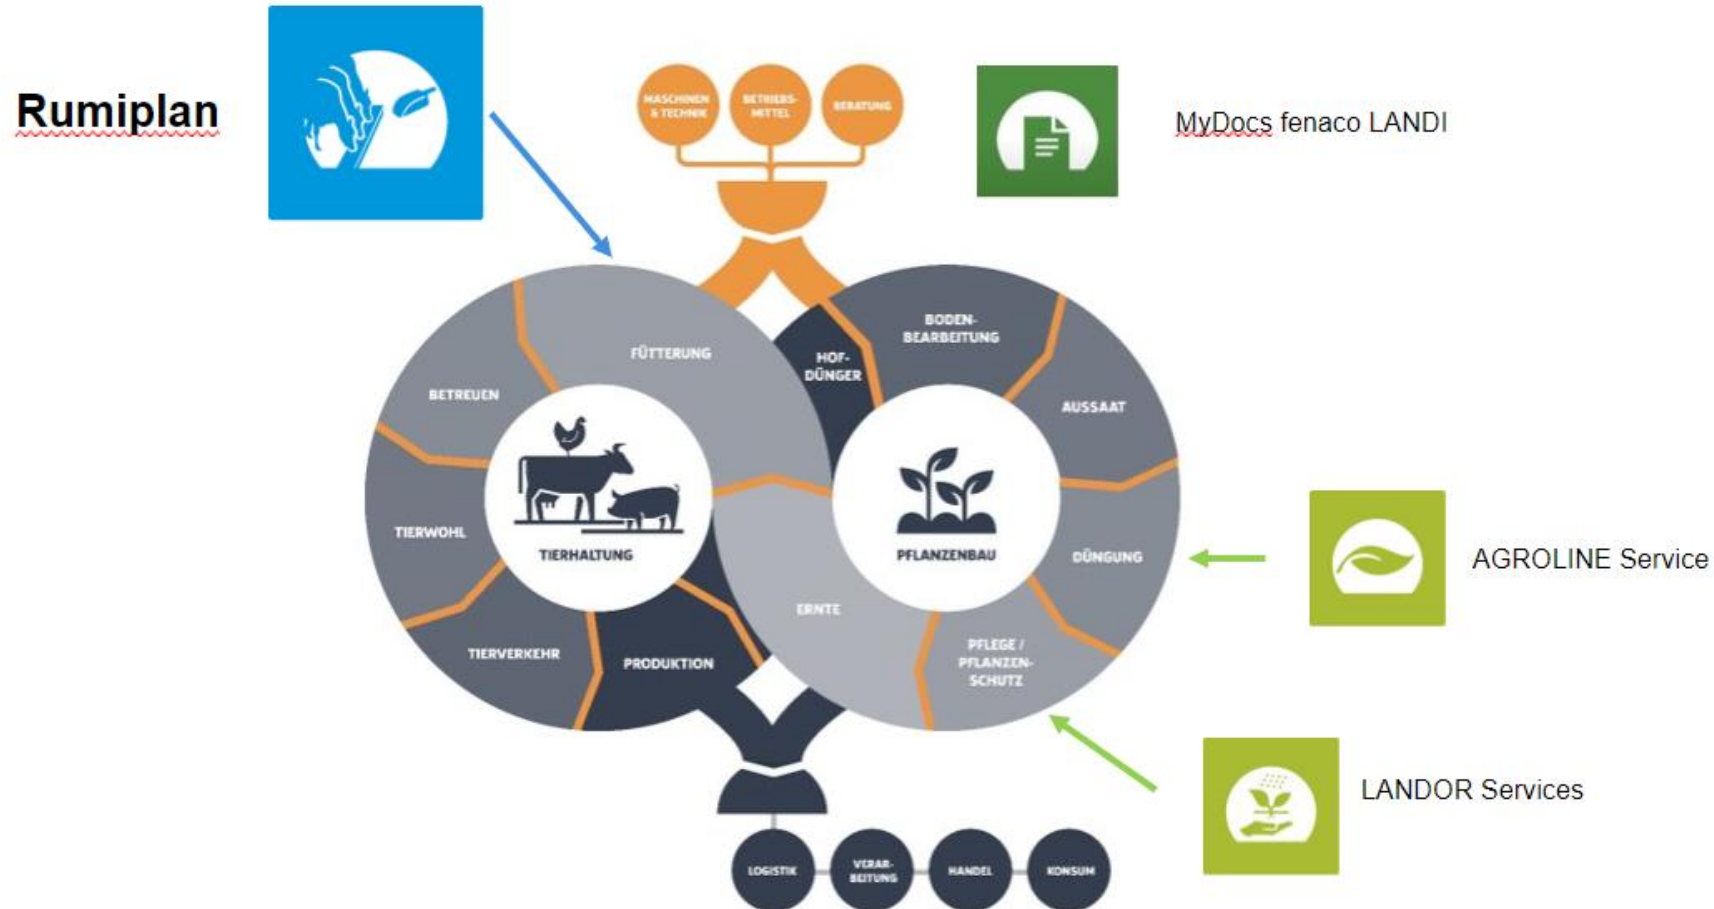 Rumiplan
MASCHINEN
& TECHNIK
BETRIEBS-
MITTEL
BERATUNG
MyDocs fenaco LANDI
FÜTTERUNG
HOF-
DÜNGER
BODEN-
BEARBEITUNG
BETREUEN
AUSSAAT
TIERWOHL
TIERHALTUNG
PFLANZENBAU
DÜNGUNG
AGROLINE Service
ERNTE
TIERVERKEHR
PRODUKTION
PFLEGE /
PFLANZEN-
SCHUTZ
LANDOR Services
LOGISTIK
VERAR-
BEITUNG
HANDEL
KONSUM